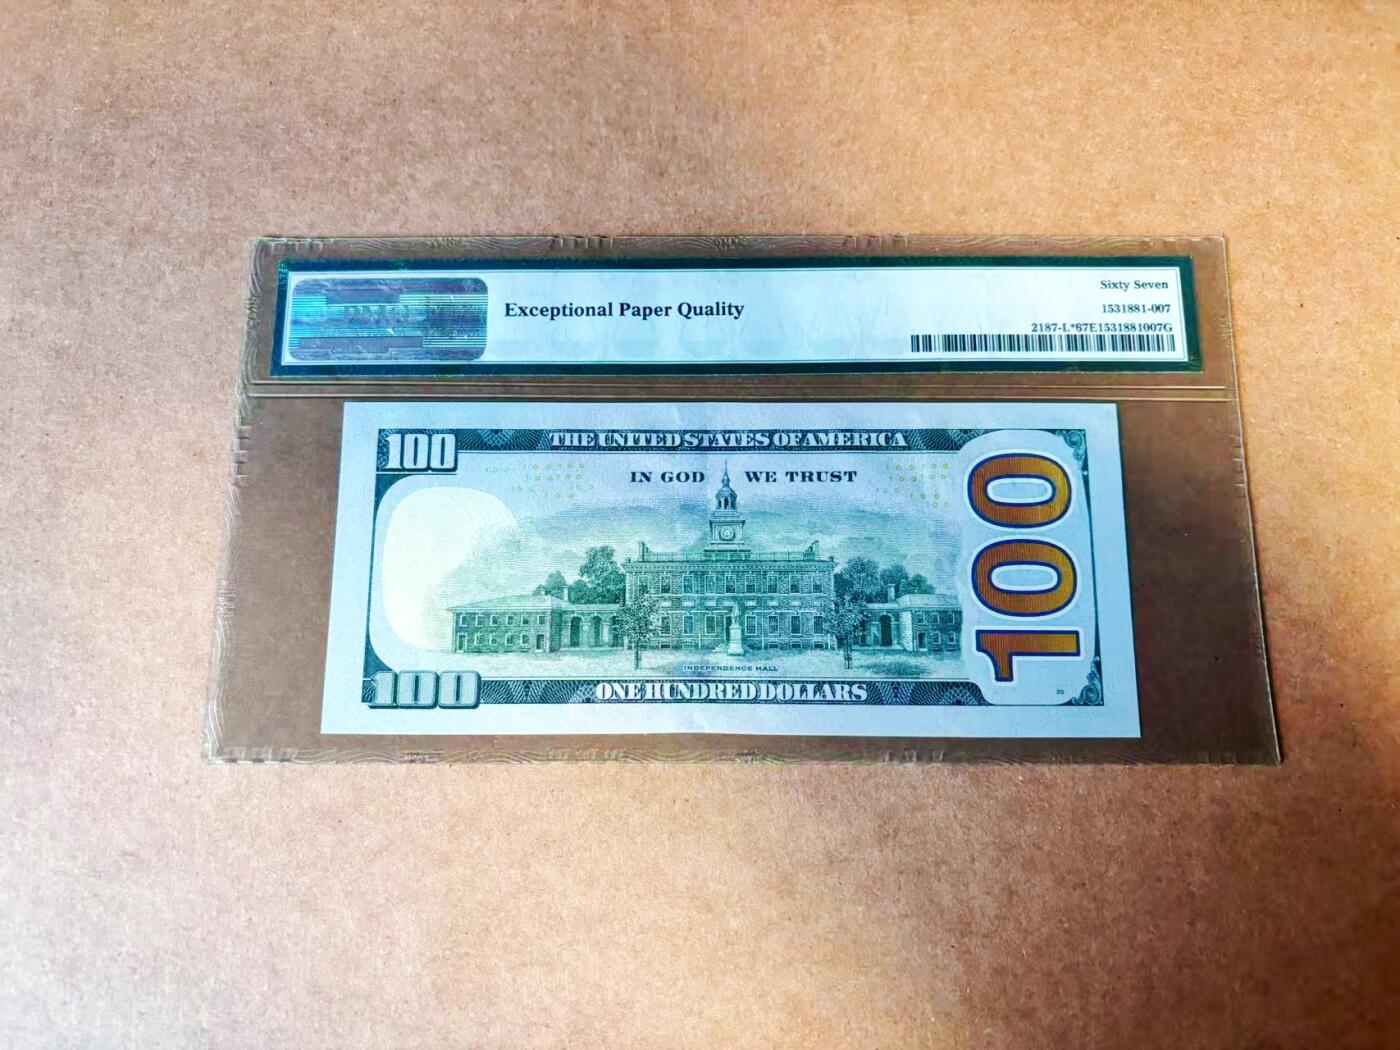 Sixty Seven
Exceptional Paper Quality
1531881-007
2187-L*67E1531881007G
100
THE UNITED STATES OF AMERICA
IN GOD WE TRUST
100
INDEPENDENCE HALL
100
ONE HUNDRED DOLLARS